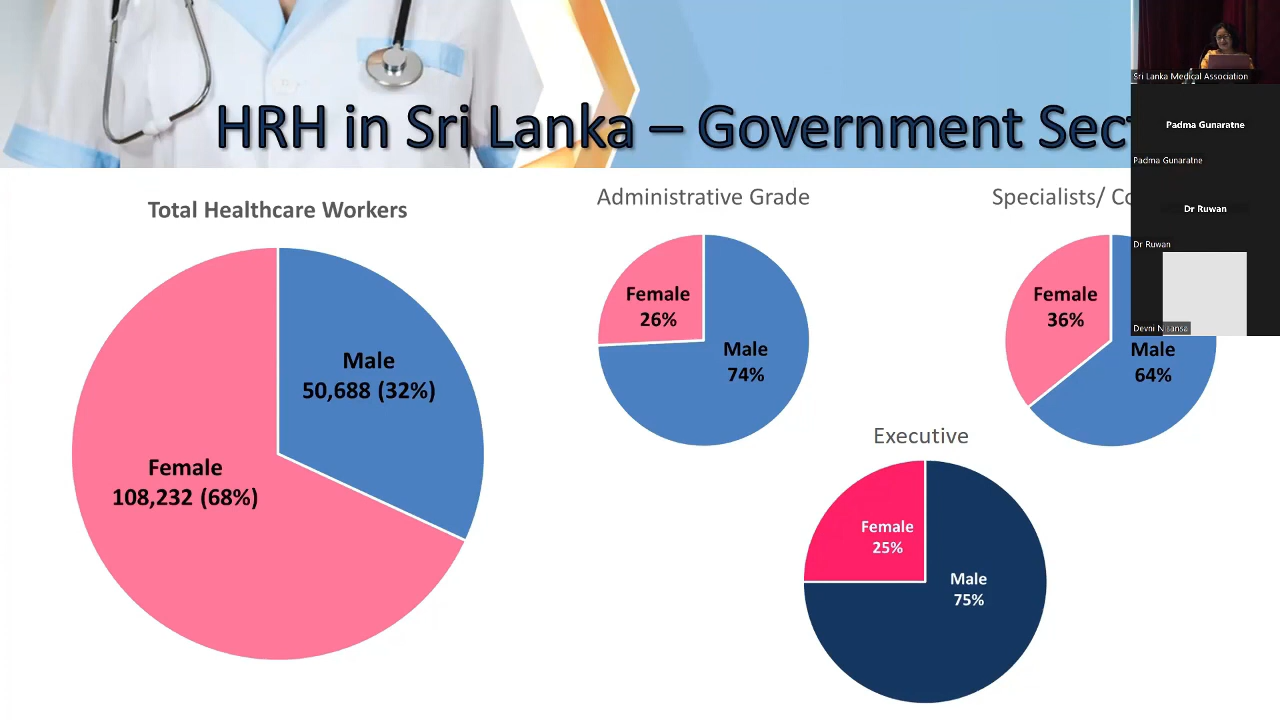 HRH in Sri Lanka – Government
Total Healthcare Workers
Male
50,688 (32%)
Female
108,232 (68%)
Administrative Grade
Female
26%
Male
74%
Specialists/
Female
36%
Male
64%
Executive
Female
25%
Male
75%
Sri Lanka Medical Association
Padma Gunaratne
Padma Gunaratne
Dr Ruwan
Dr Ruwan
Devni Nisansa